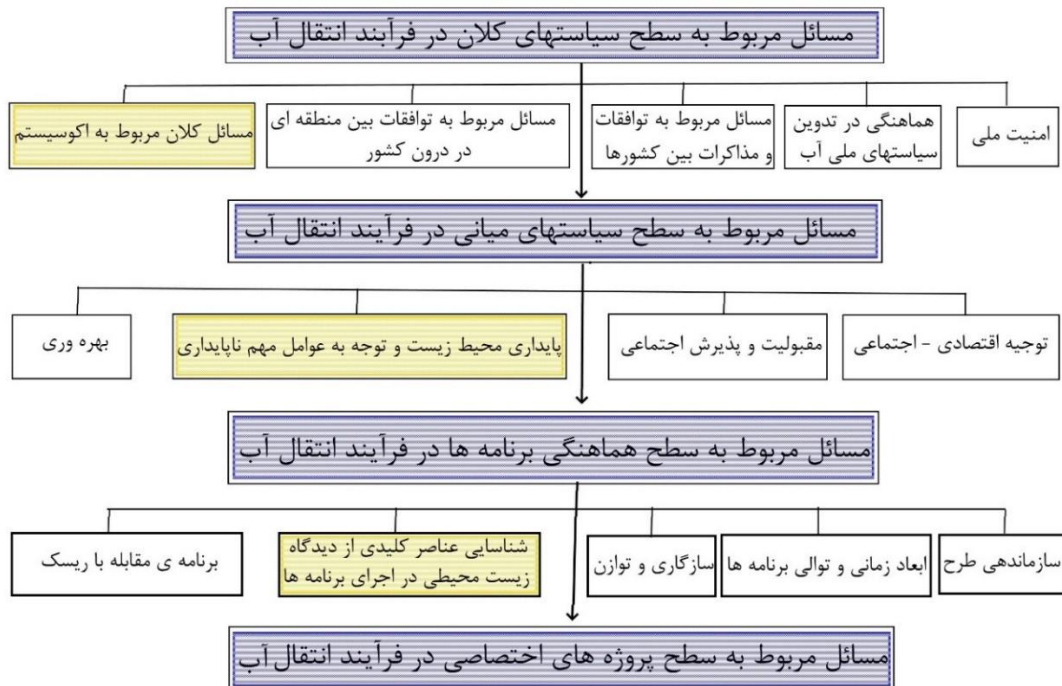 مسائل مربوط به سطح سیاستهای کلان در فرآیند انتقال آب
امنیت ملی
هماهنگی در تدوین
سیاستهای ملی آب
مسائل مربوط به توافقات
و مذاکرات بین کشورها
مسائل مربوط به توافقات بین منطقه ای
در درون کشور
مسائل کلان مربوط به اکوسیستم
مسائل مربوط به سطح سیاستهای میانی در فرآیند انتقال آب
توجیه اقتصادی - اجتماعی
مقبولیت و پذیرش اجتماعی
پایداری محیط زیست و توجه به عوامل مهم ناپایداری
بهره وری
مسائل مربوط به سطح هماهنگی برنامه ها در فرآیند انتقال آب
سازماندهی طرح
ابعاد زمانی و توالی برنامه ها
سازگاری و توازن
شناسایی عناصر کلیدی از دیدگاه
زیست محیطی در اجرای برنامه ها
برنامه ی مقابله با ریسک
مسائل مربوط به سطح پروژه های اختصاصی در فرآیند انتقال آب